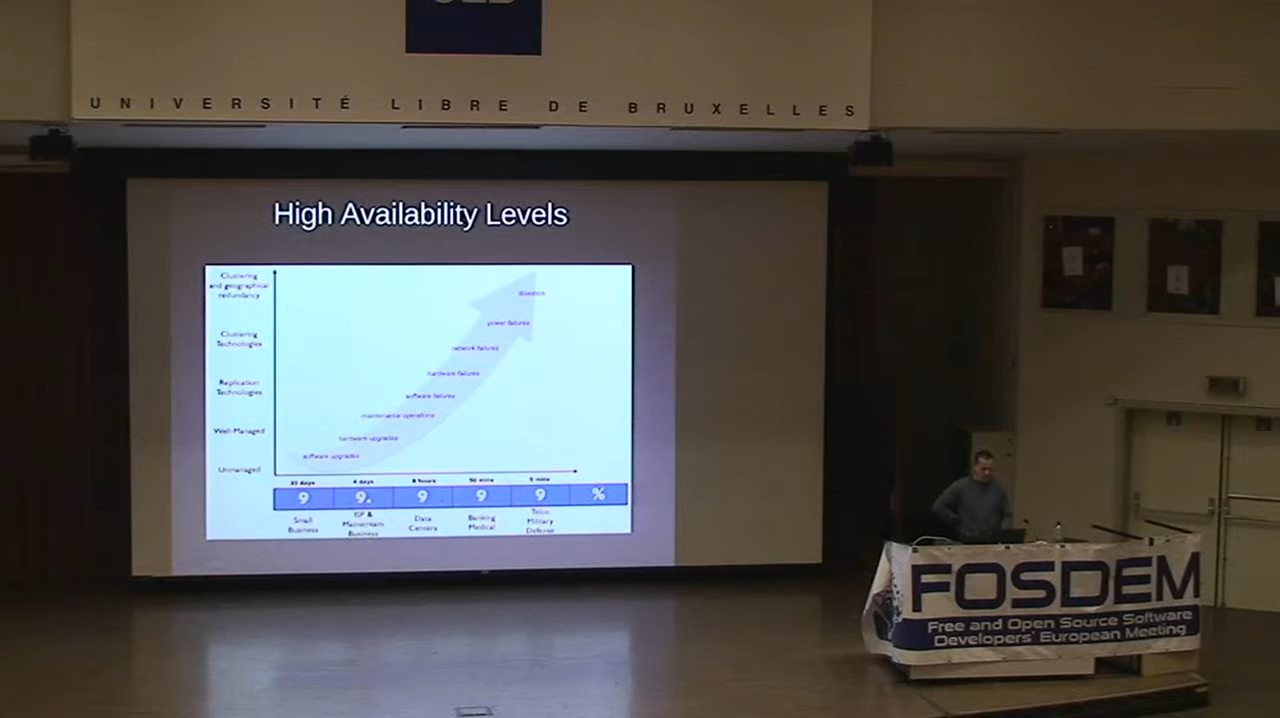 UNIVERSITÉ LIBRE DE BRUXELLES
High Availability Levels
Clustering
and geographical
redundancy
Clustering
Technologies
Replication
Technologies
Well-Managed
Unmanaged
disasters
power failures
network failures
hardware failures
software failures
maintenance operations
hardware upgrades
software upgrades
35 days 4 days 8 hours 50 mins 5 mins
9 9. 9 9 9 %
Small
Business
ISP &
Mainstream
Business
Data
Centers
Banking
Medical
Telco
Military
Defense
FOSDEM
Free and Open Source Software
Developers' European Meeting